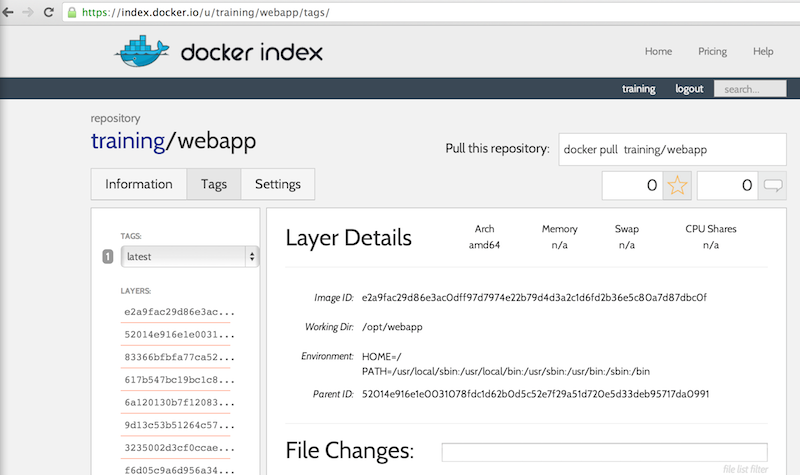 https://index.docker.io/u/training/webapp/tags/
docker index
Home Pricing Help
training logout search...
repository
training/webapp
Pull this repository: docker pull training/webapp
Information Tags Settings
0 0
TAGS:
1 latest
LAYERS:
e2a9fac29d86e3ac...
52014e916e1e0031...
83366bfbfa77ca52...
617b547bc19bc1c8...
6a120130b7f12083...
9d13c53b51264c57...
3235002d3cf0ccae...
f6d05c9a6d956a34...
Layer Details
Arch Memory Swap CPU Shares
amd64 n/a n/a n/a
Image ID: e2a9fac29d86e3ac0dff97d7974e22b79d4d3a2c1d6fd2b36e5c80a7d87dbc0f
Working Dir: /opt/webapp
Environment: HOME=/
PATH=/usr/local/sbin:/usr/local/bin:/usr/sbin:/usr/bin:/sbin:/bin
Parent ID: 52014e916e1e0031078fdc1d62b0d5c52e7f29a51d720e5d33deb95717da0991
File Changes:
file list filter